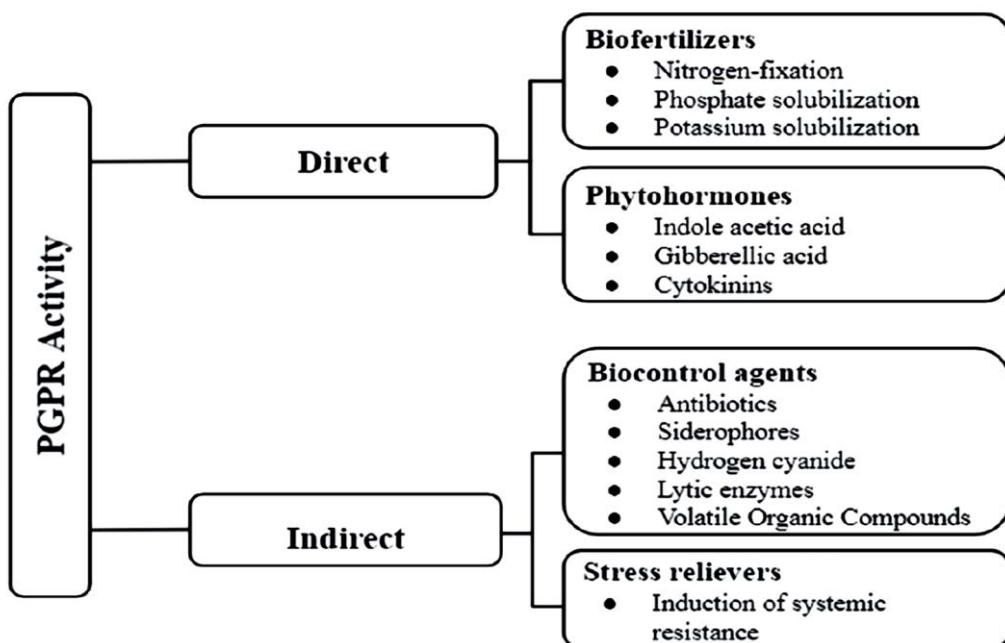 PGPR Activity
Direct
Biofertilizers
● Nitrogen-fixation
● Phosphate solubilization
● Potassium solubilization
Phytohormones
● Indole acetic acid
● Gibberellic acid
● Cytokinins
Indirect
Biocontrol agents
● Antibiotics
● Siderophores
● Hydrogen cyanide
● Lytic enzymes
● Volatile Organic Compounds
Stress relievers
● Induction of systemic
resistance